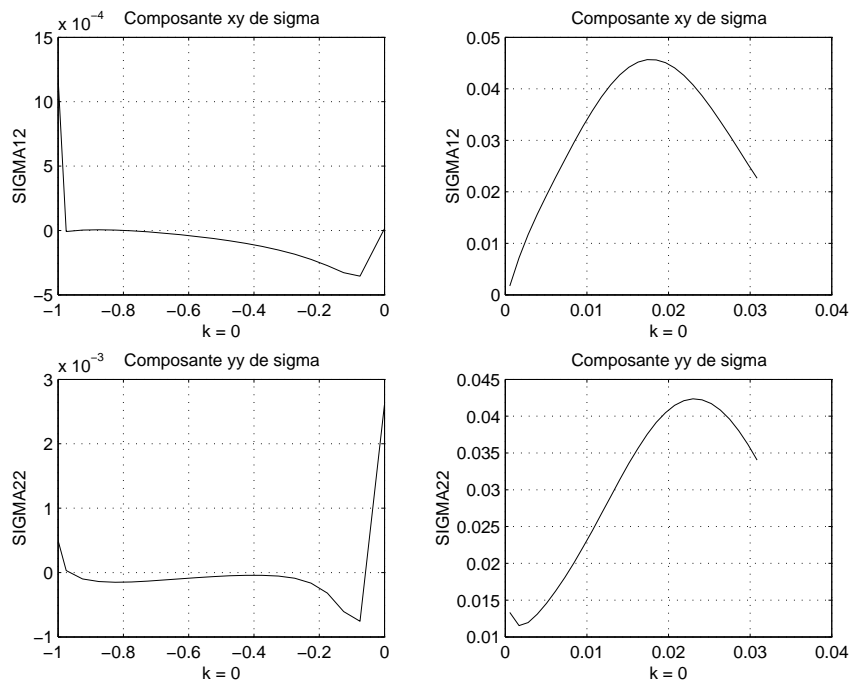 Composante xy de sigma
x 10⁻⁴
15
10
5
0
−5
SIGMA12
−1 −0.8 −0.6 −0.4 −0.2 0
k = 0
Composante xy de sigma
0.05
0.04
0.03
0.02
0.01
0
SIGMA12
0 0.01 0.02 0.03 0.04
k = 0
Composante yy de sigma
x 10⁻³
3
2
1
0
−1
SIGMA22
−1 −0.8 −0.6 −0.4 −0.2 0
k = 0
Composante yy de sigma
0.045
0.04
0.035
0.03
0.025
0.02
0.015
0.01
SIGMA22
0 0.01 0.02 0.03 0.04
k = 0